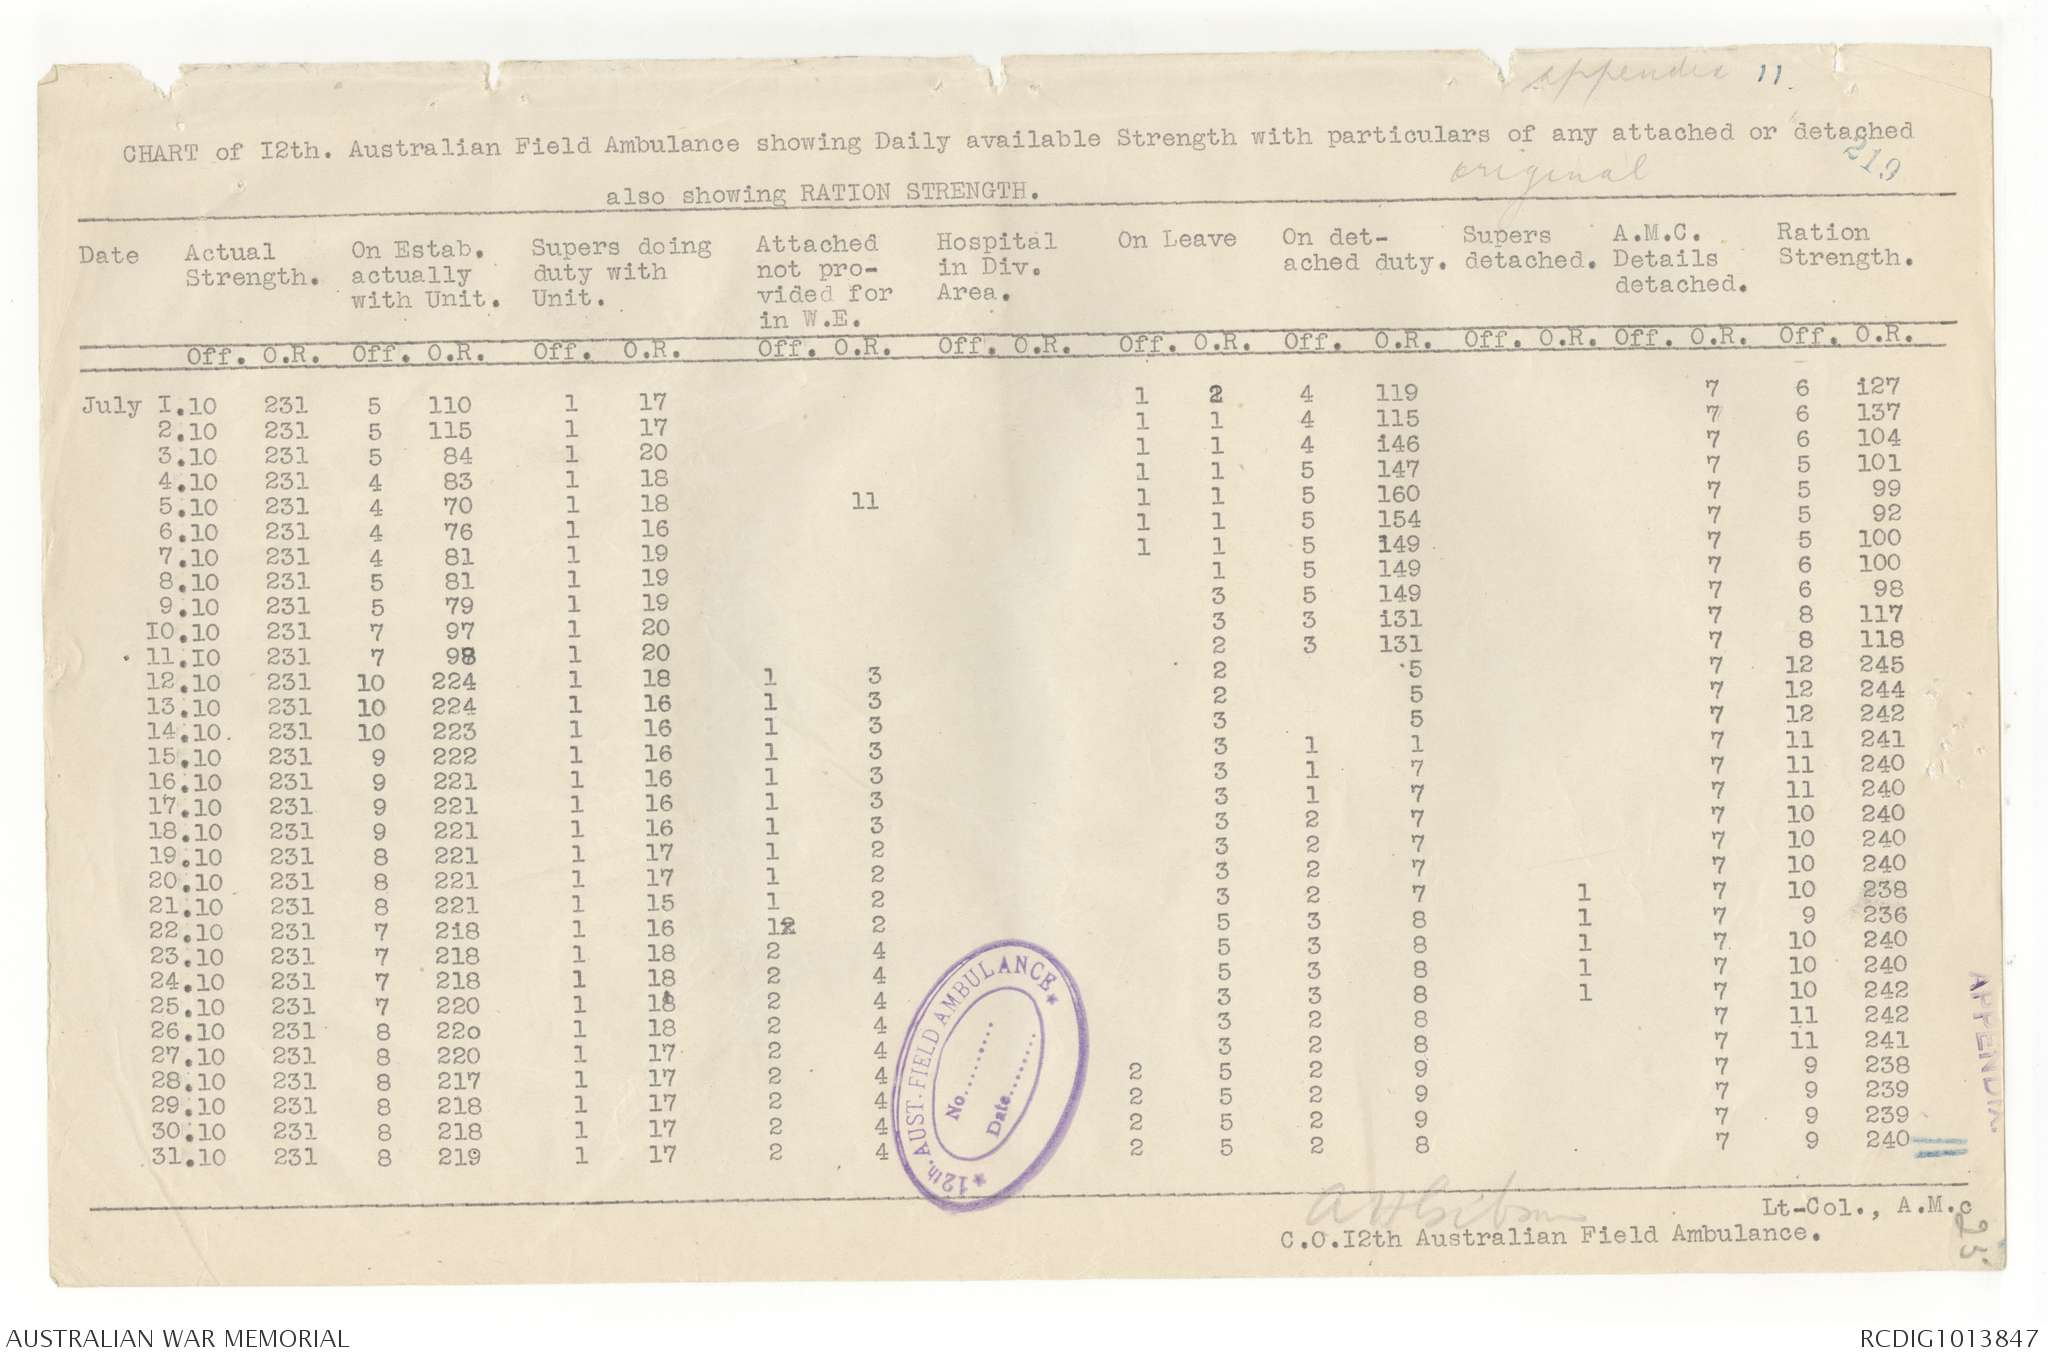 appendix 11.
CHART of I2th. Australian Field Ambulance showing Daily available Strength with particulars of any attached or detached
original
219
also showing RATION STRENGTH.
Date Actual Strength. On Estab. actually with Unit. Supers doing duty with Unit. Attached not pro- vided for in W.E. Hospital in Div. Area. On Leave On det- ached duty. Supers detached. A.M.C. Details detached. Ration Strength.
Off. O.R. Off. O.R. Off. O.R. Off. O.R. Off. O.R. Off. O.R. Off. O.R. Off. O.R. Off. O.R. Off. O.R.
July I.10 231 5 110 1 17 1 2 4 119 7 6 127
2.10 231 5 115 1 17 1 1 4 115 7 6 137
3.10 231 5 84 1 20 1 1 4 146 7 6 104
4.10 231 4 83 1 18 1 1 5 147 7 5 101
5.10 231 4 70 1 18 11 1 1 5 160 7 5 99
6.10 231 4 76 1 16 1 1 5 154 7 5 92
7.10 231 4 81 1 19 1 1 5 149 7 5 100
8.10 231 5 81 1 19 1 5 149 7 6 100
9.10 231 5 79 1 19 3 5 149 7 6 98
IO.10 231 7 97 1 20 3 3 131 7 8 117
11.IO 231 7 98 1 20 2 3 131 7 8 118
12.10 231 10 224 1 18 1 3 2 5 7 12 245
13.10 231 10 224 1 16 1 3 2 5 7 12 244
14.10. 231 10 223 1 16 1 3 3 5 7 12 242
15.10 231 9 222 1 16 1 3 3 1 1 7 11 241
16.10 231 9 221 1 16 1 3 3 1 7 7 11 240
17.10 231 9 221 1 16 1 3 3 1 7 7 11 240
18.10 231 9 221 1 16 1 3 3 2 7 7 10 240
19.10 231 8 221 1 17 1 2 3 2 7 7 10 240
20.10 231 8 221 1 17 1 2 3 2 7 7 10 240
21.10 231 8 221 1 15 1 2 3 2 7 1 7 10 238
22.10 231 7 218 1 16 12 2 5 3 8 1 7 9 236
23.10 231 7 218 1 18 2 4 5 3 8 1 7 10 240
24.10 231 7 218 1 18 2 4 5 3 8 1 7 10 240
25.10 231 7 220 1 18 2 4 3 3 8 1 7 10 242
26.10 231 8 22o 1 18 2 4 3 2 8 7 11 242
27.10 231 8 220 1 17 2 4 3 2 8 7 11 241
28.10 231 8 217 1 17 2 4 2 5 2 9 7 9 238
29.10 231 8 218 1 17 2 4 2 5 2 9 7 9 239
30.10 231 8 218 1 17 2 4 2 5 2 9 7 9 239
31.10 231 8 219 1 17 2 4 2 5 2 8 7 9 240
12th. AUST. FIELD AMBULANCE
No.........
Date........
APPENDIX.
A H Gibson
Lt-Col., A.M.c
C.O.I2th Australian Field Ambulance.
25
AUSTRALIAN WAR MEMORIAL
RCDIG1013847